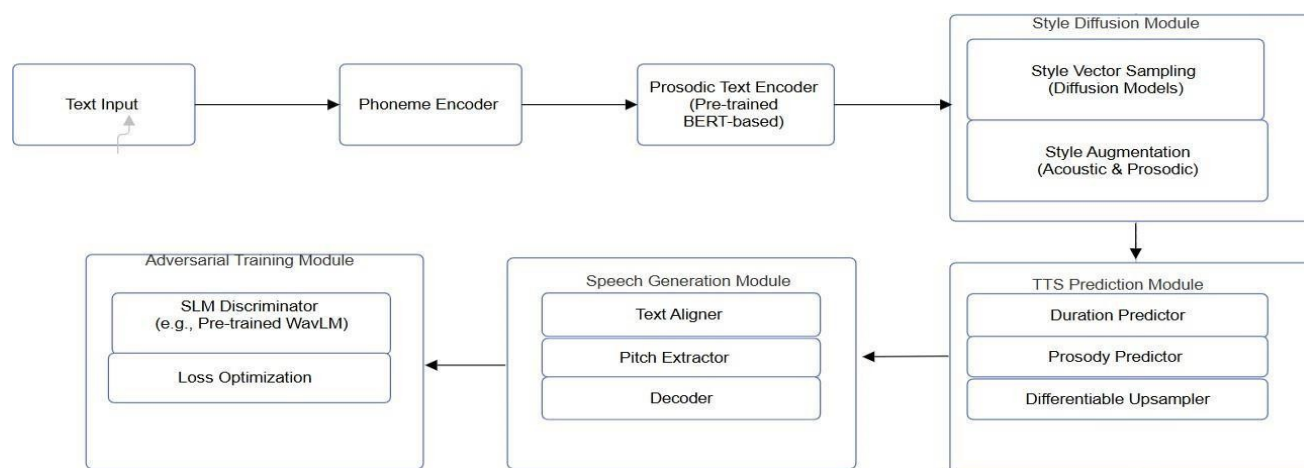 Text Input
Phoneme Encoder
Prosodic Text Encoder
(Pre-trained
BERT-based)
Style Diffusion Module
Style Vector Sampling
(Diffusion Models)
Style Augmentation
(Acoustic & Prosodic)
Adversarial Training Module
SLM Discriminator
(e.g., Pre-trained WavLM)
Loss Optimization
Speech Generation Module
Text Aligner
Pitch Extractor
Decoder
TTS Prediction Module
Duration Predictor
Prosody Predictor
Differentiable Upsampler